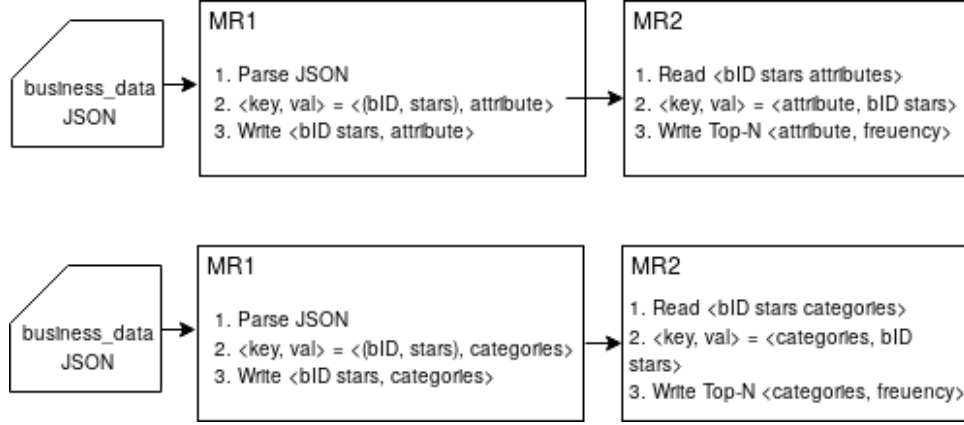 business_data
JSON
MR1
1. Parse JSON
2. <key, val> = <(bID, stars), attribute>
3. Write <bID stars, attribute>
MR2
1. Read <bID stars attributes>
2. <key, val> = <attribute, bID stars>
3. Write Top-N <attribute, freuency>
business_data
JSON
MR1
1. Parse JSON
2. <key, val> = <(bID, stars), categories>
3. Write <bID stars, categories>
MR2
1. Read <bID stars categories>
2. <key, val> = <categories, bID
stars>
3. Write Top-N <categories, freuency>